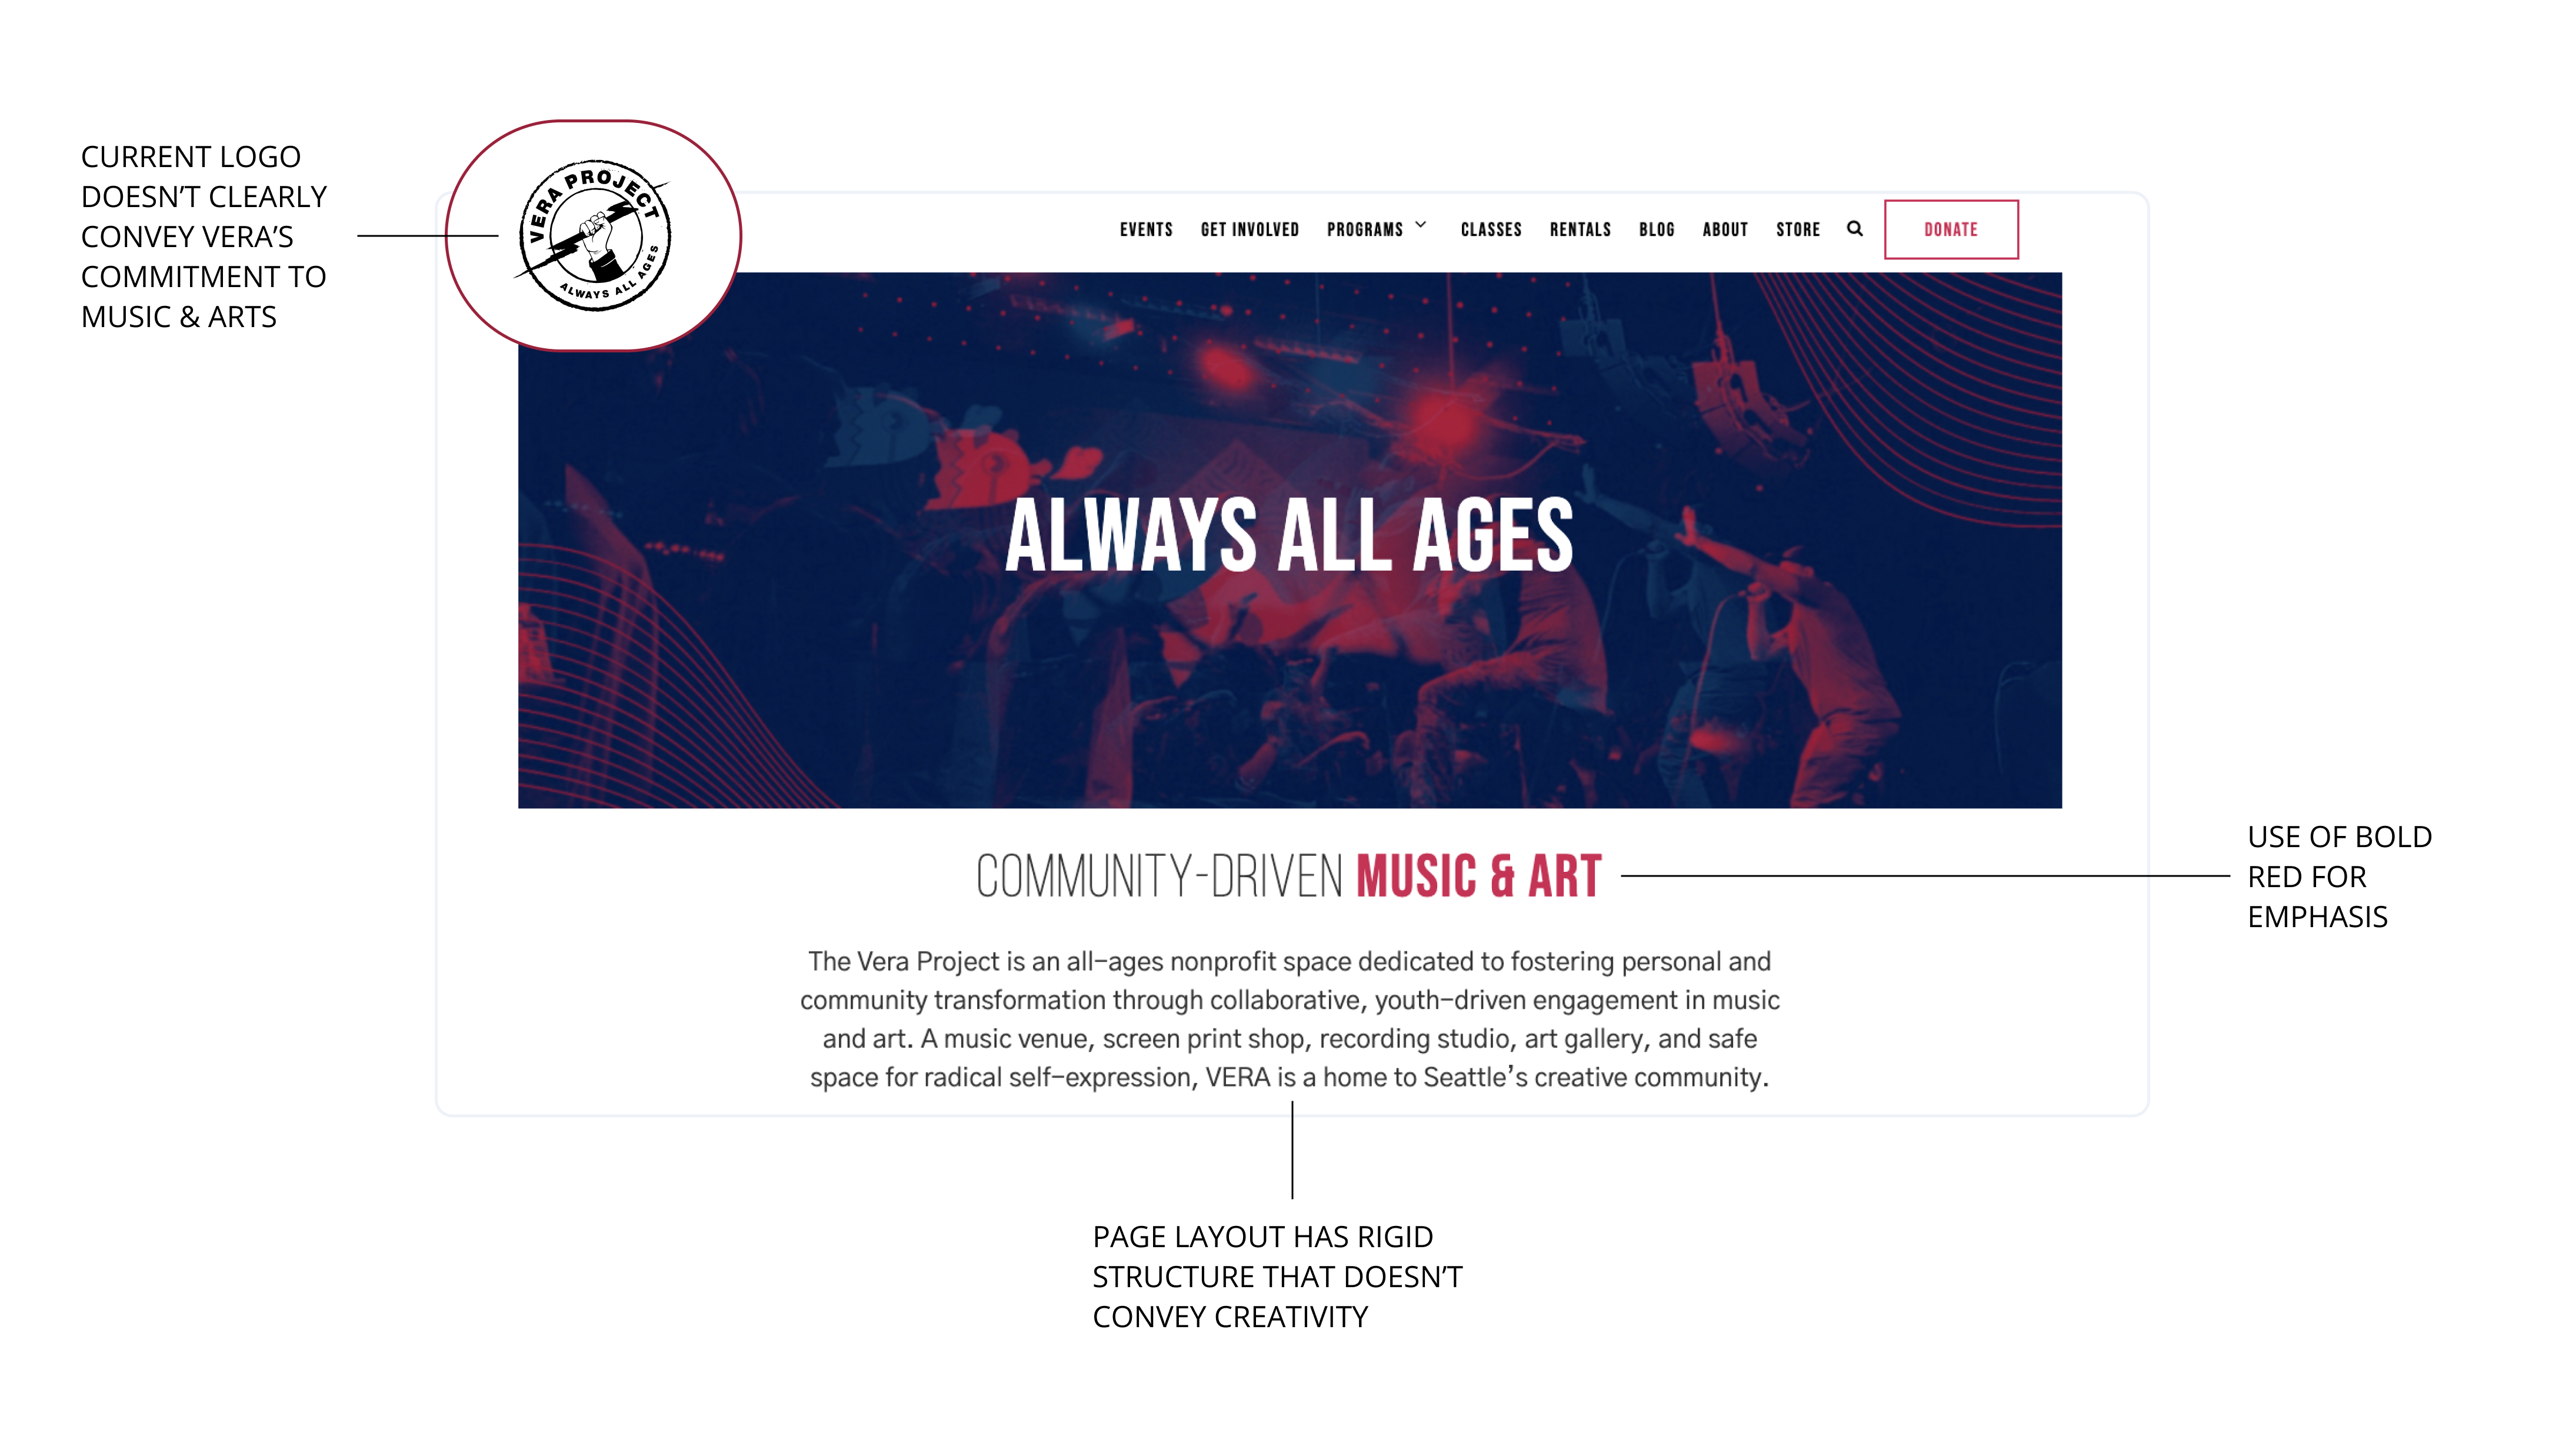 CURRENT LOGO
DOESN'T CLEARLY
CONVEY VERA'S
COMMITMENT TO
MUSIC & ARTS
VERA PROJECT
ALWAYS ALL AGES
EVENTS GET INVOLVED PROGRAMS CLASSES RENTALS BLOG ABOUT STORE DONATE
ALWAYS ALL AGES
COMMUNITY-DRIVEN MUSIC & ART
USE OF BOLD
RED FOR
EMPHASIS
The Vera Project is an all-ages nonprofit space dedicated to fostering personal and
community transformation through collaborative, youth-driven engagement in music
and art. A music venue, screen print shop, recording studio, art gallery, and safe
space for radical self-expression, VERA is a home to Seattle's creative community.
PAGE LAYOUT HAS RIGID
STRUCTURE THAT DOESN'T
CONVEY CREATIVITY